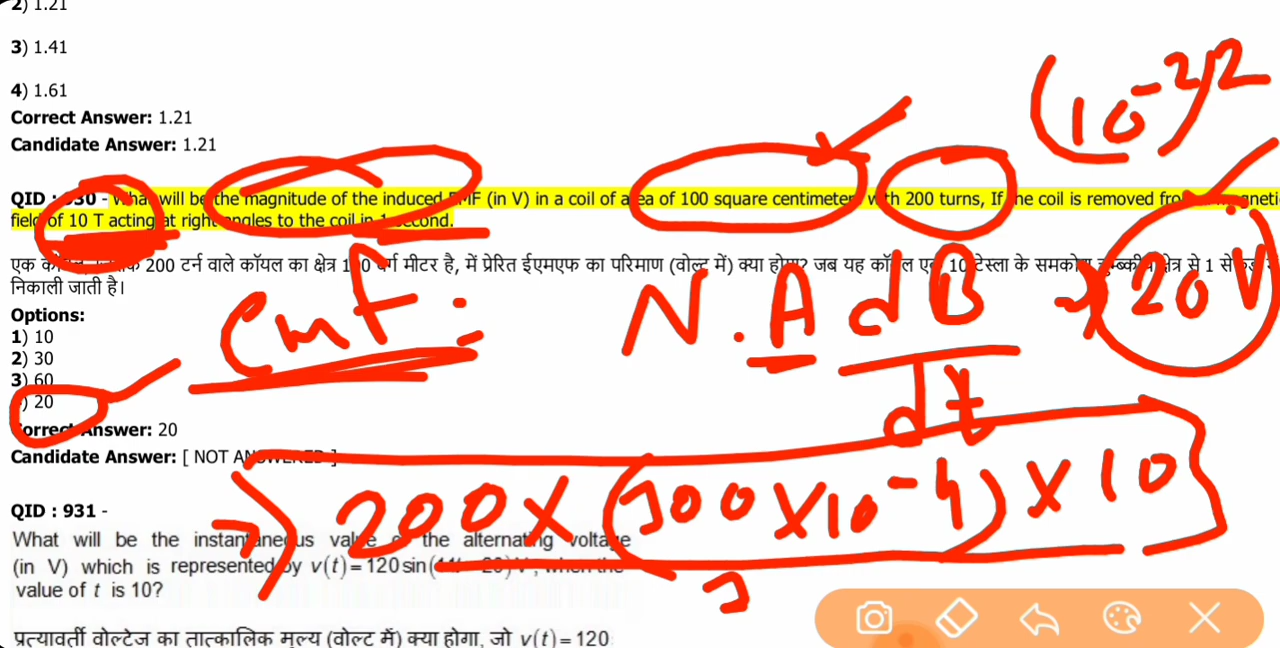 2) 1.21
3) 1.41
4) 1.61
Correct Answer: 1.21
Candidate Answer: 1.21
(10-2)2
QID : 930 - What will be the magnitude of the induced EMF (in V) in a coil of area of 100 square centimeter with 200 turns, If the coil is removed from
field of 10 T acting at right angles to the coil in 1 second.
200 टर्न वाले कॉयल का क्षेत्र 100 वर्ग मीटर है, में प्रेरित ईएमएफ का परिमाण (वोल्ट में) क्या होगा? जब यह कॉयल एक 10 टेस्ला के समकोण चुम्बकीय क्षेत्र से 1
निकाली जाती है।
Options:
emf = N.A dB/dt → 20V
1) 10
2) 30
3) 60
4) 20
Correct Answer: 20
Candidate Answer: [ NOT ANSWERED ]
200 X (100 X 10-4) X 10
QID : 931 -
What will be the instantaneous value of the alternating voltage
(in V) which is represented by v(t)=120sin( when the
value of t is 10?
प्रत्यावर्ती वोल्टेज का तात्कालिक मूल्य (वोल्ट में) क्या होगा, जो v(t)=120